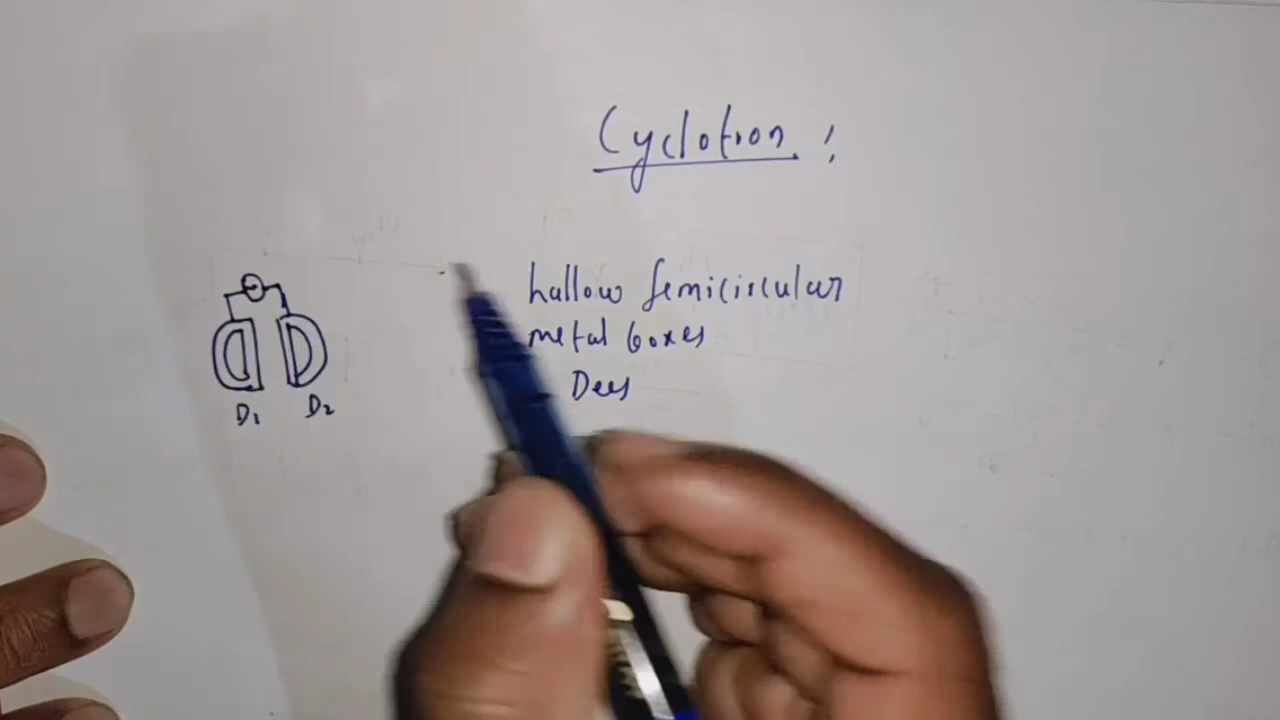 Cyclotron :
hallow semicircular
metal boxes
Dees
D₁ D₂